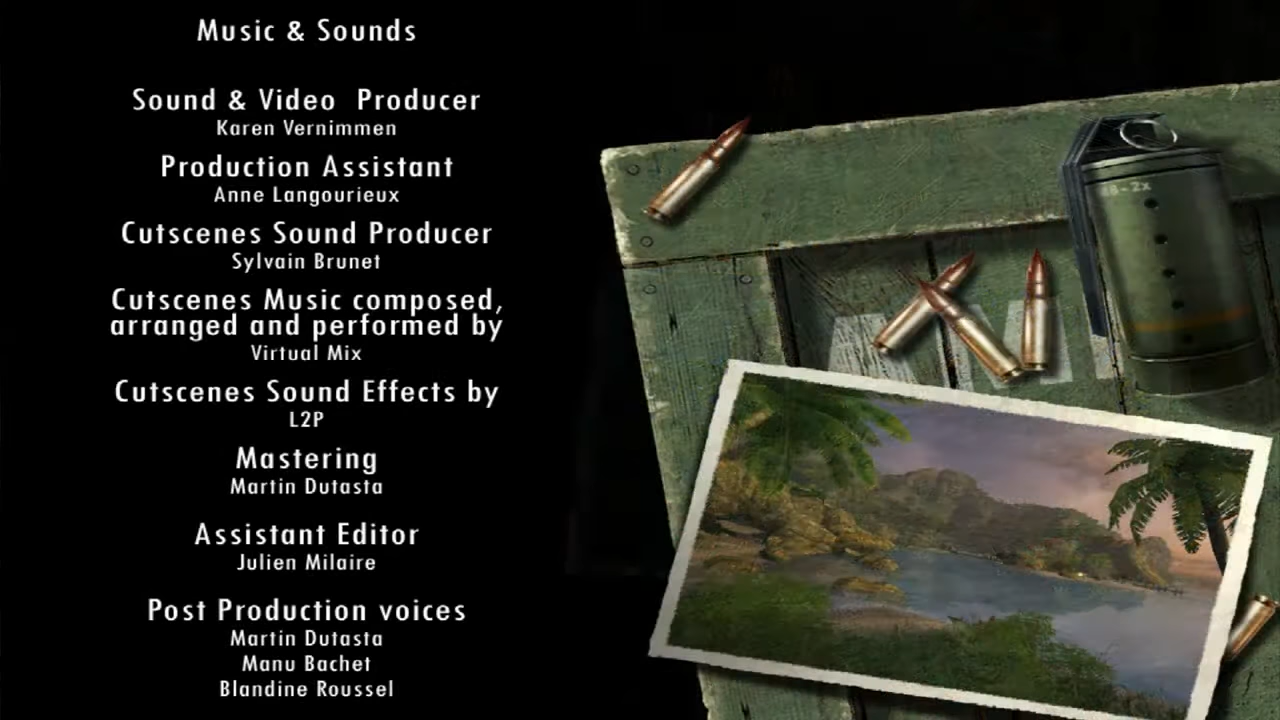 Music & Sounds
Sound & Video Producer
Karen Vernimmen
Production Assistant
Anne Langourieux
Cutscenes Sound Producer
Sylvain Brunet
Cutscenes Music composed,
arranged and performed by
Virtual Mix
Cutscenes Sound Effects by
L2P
Mastering
Martin Dutasta
Assistant Editor
Julien Milaire
Post Production voices
Martin Dutasta
Manu Bachet
Blandine Roussel